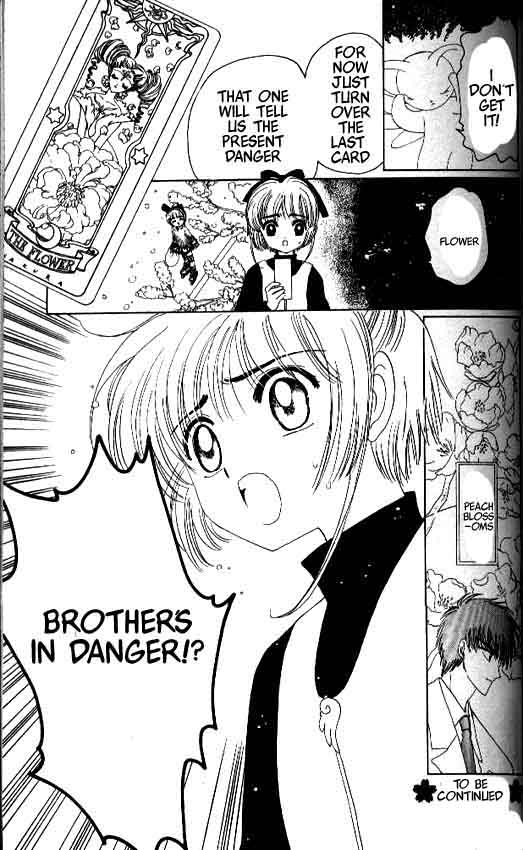 I
DON'T
GET
IT!
FOR
NOW
JUST
TURN
OVER
THE
LAST
CARD
THAT ONE
WILL TELL
US THE
PRESENT
DANGER
THE FLOWER
SAKURA
FLOWER
PEACH
BLOSS
-OMS
BROTHER'S
IN DANGER!?
TO BE
CONTINUED